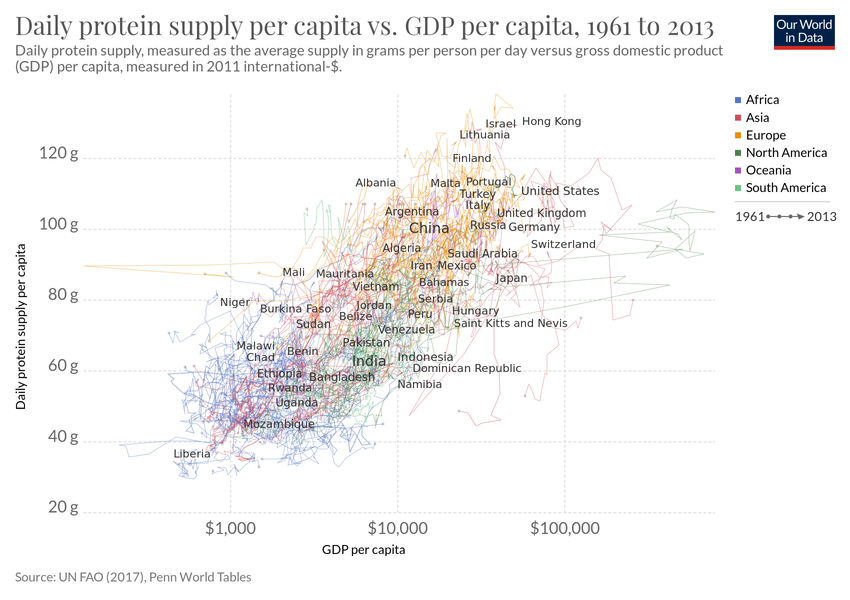 Daily protein supply per capita vs. GDP per capita, 1961 to 2013
Daily protein supply, measured as the average supply in grams per person per day versus gross domestic product
(GDP) per capita, measured in 2011 international-$.
Our World
in Data
Africa
Asia
Europe
North America
Oceania
South America
1961
2013
Daily protein supply per capita
120 g
100 g
80 g
60 g
40 g
20 g
Israel
Hong Kong
Lithuania
Finland
Albania
Malta
Portugal
Turkey
United States
Italy
Argentina
United Kingdom
China
Russia
Germany
Switzerland
Algeria
Saudi Arabia
Iran
Mexico
Mali
Mauritania
Bahamas
Japan
Vietnam
Niger
Serbia
Burkina Faso
Jordan
Hungary
Belize
Peru
Sudan
Saint Kitts and Nevis
Venezuela
Malawi
Pakistan
Benin
Chad
India
Indonesia
Dominican Republic
Ethiopia
Bangladesh
Rwanda
Namibia
Uganda
Mozambique
Liberia
$1,000
$10,000
$100,000
GDP per capita
Source: UN FAO (2017), Penn World Tables